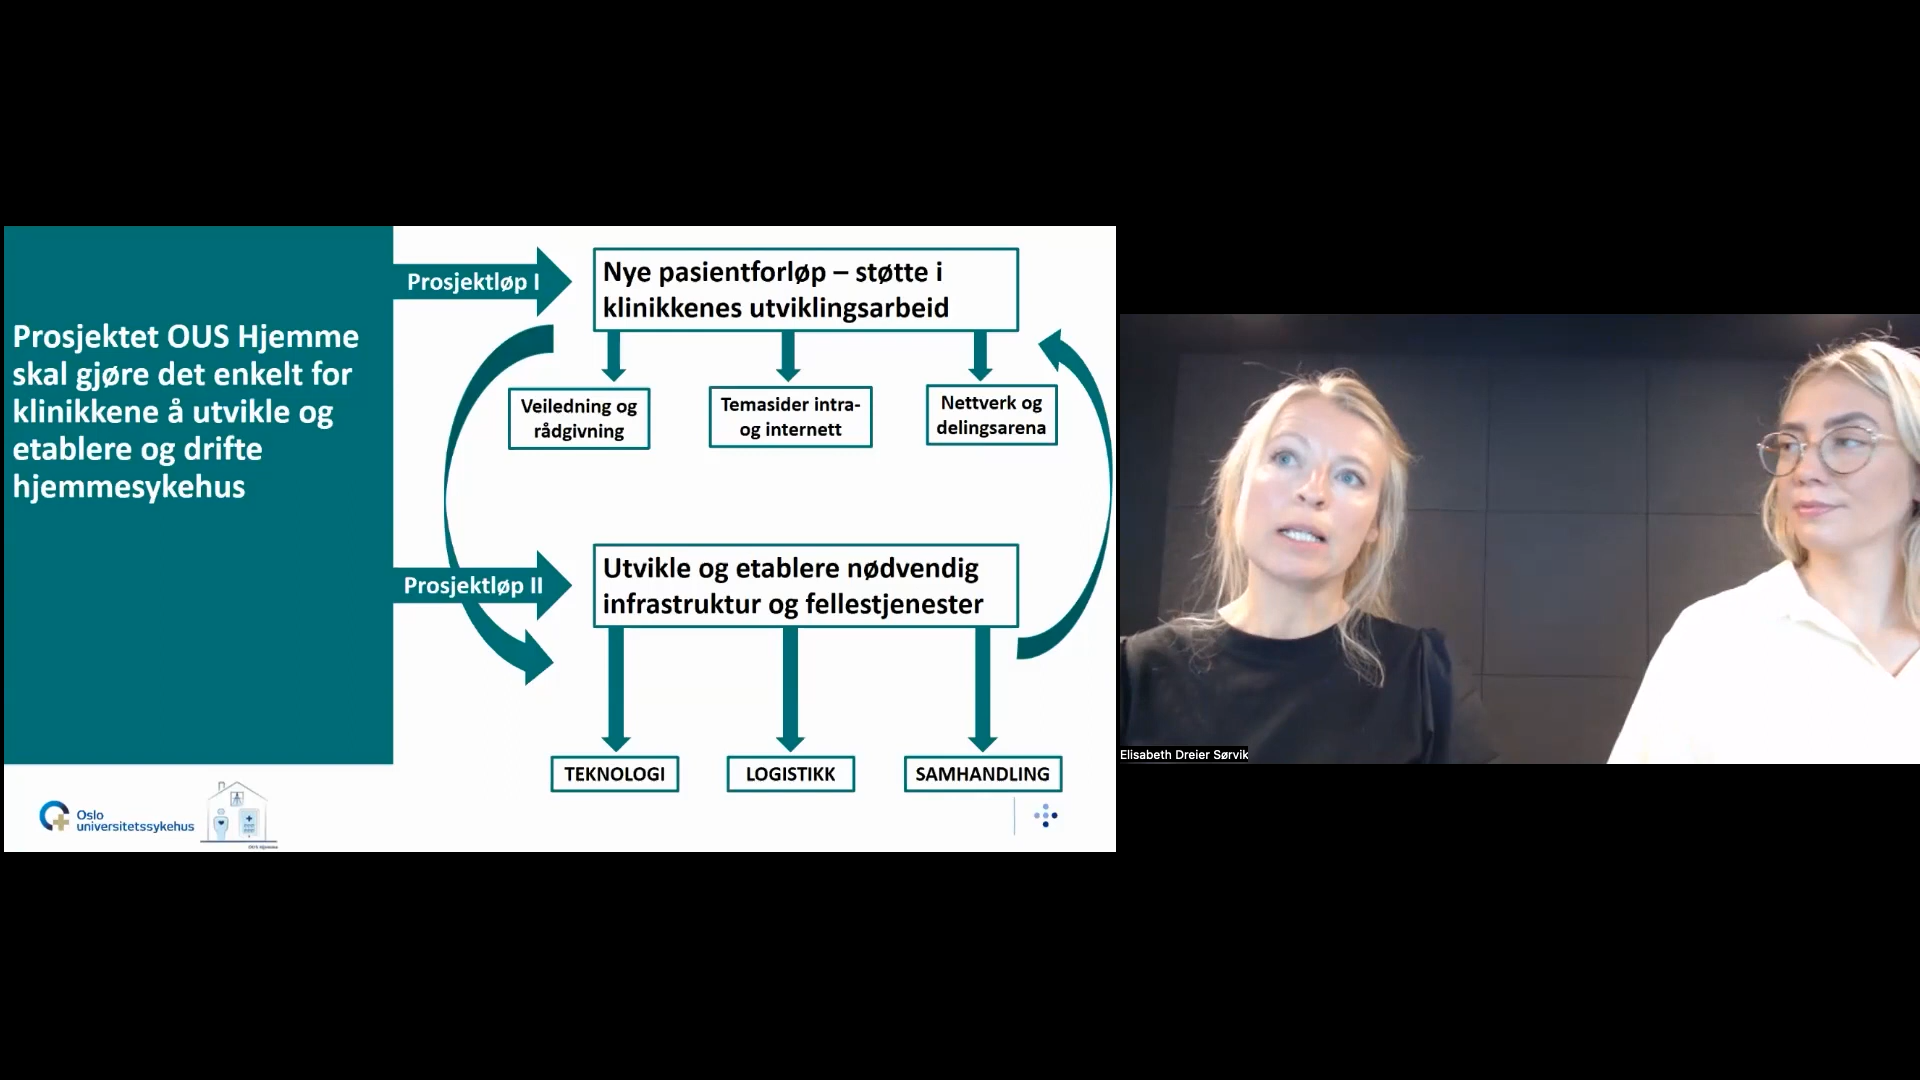 Prosjektet OUS Hjemme
skal gjøre det enkelt for
klinikkene å utvikle og
etablere og drifte
hjemmesykehus
Prosjektløp I
Nye pasientforløp – støtte i
klinikkenes utviklingsarbeid
Veiledning og
rådgivning
Temasider intra-
og internett
Nettverk og
delingsarena
Prosjektløp II
Utvikle og etablere nødvendig
infrastruktur og fellestjenester
TEKNOLOGI
LOGISTIKK
SAMHANDLING
Oslo
universitetssykehus
OUS Hjemme
Elisabeth Dreier Sørvik